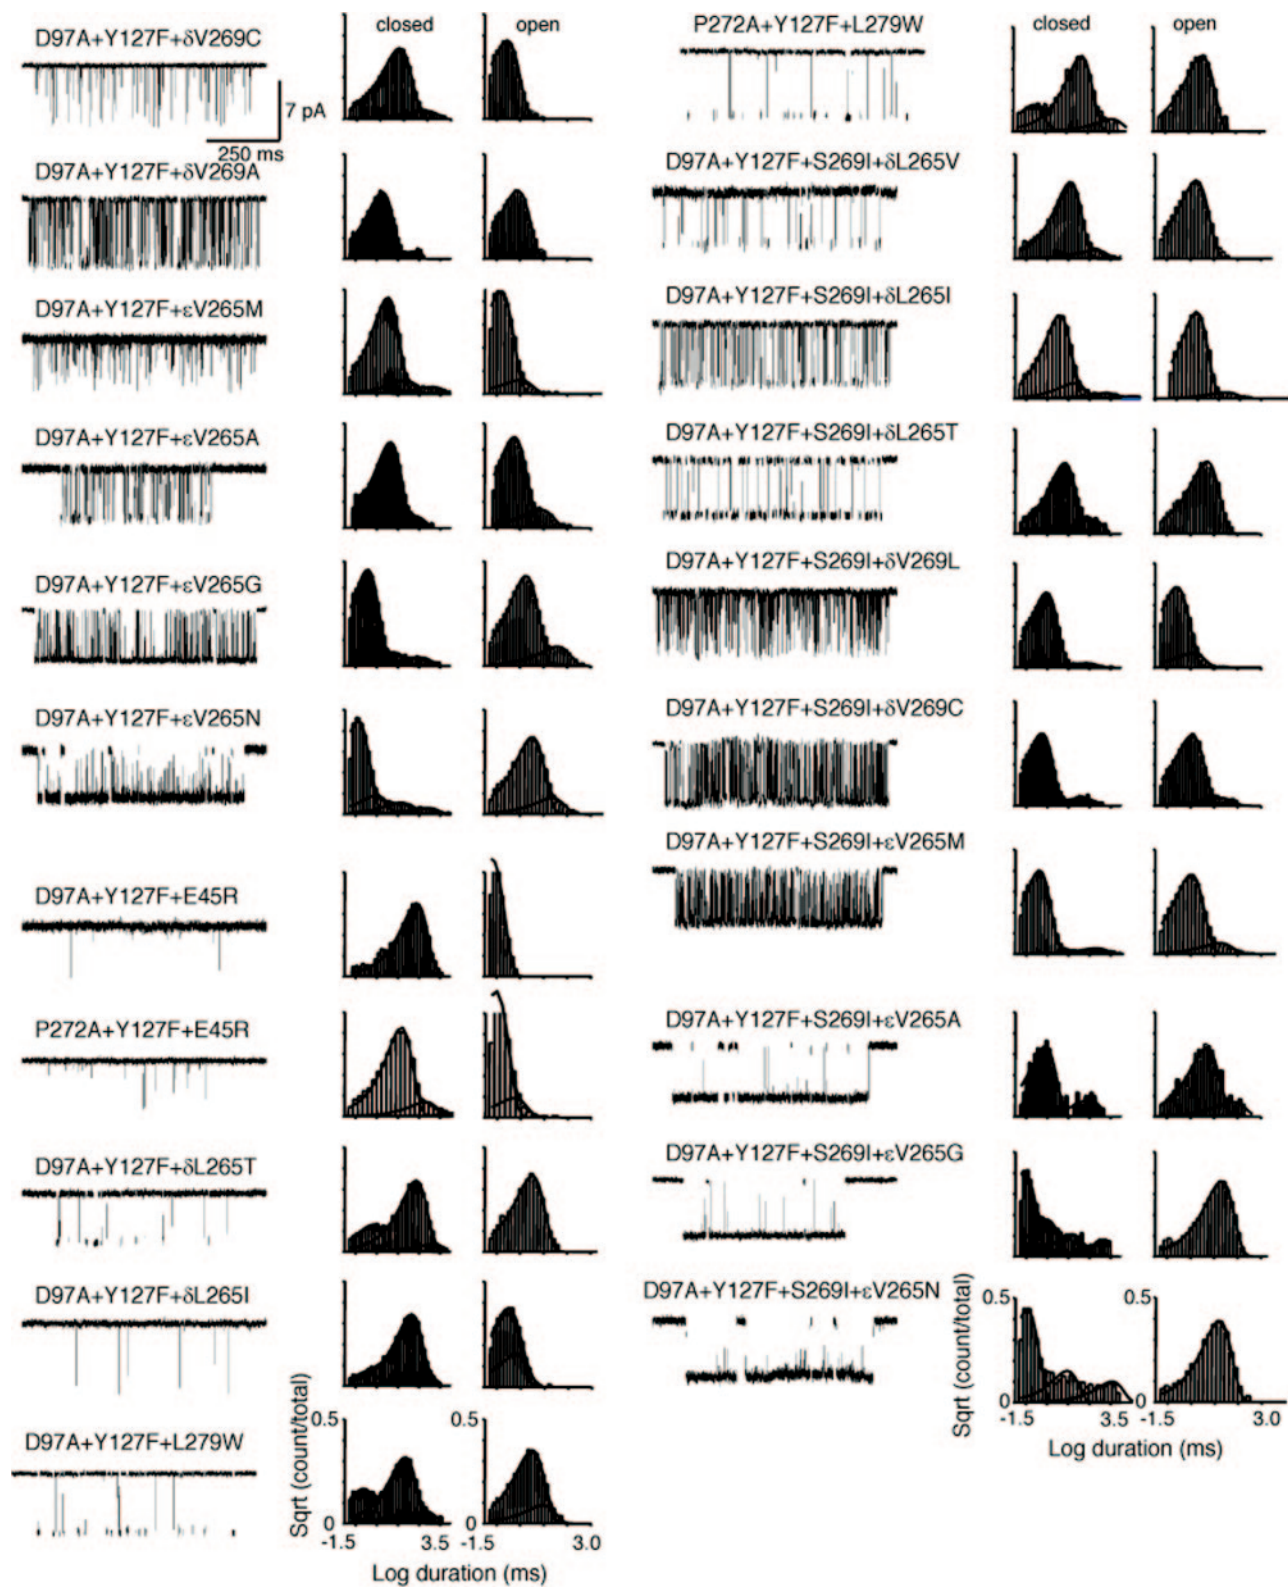 closed
open
D97A+Y127F+δV269C
7 pA
250 ms
D97A+Y127F+δV269A
D97A+Y127F+εV265M
D97A+Y127F+εV265A
D97A+Y127F+εV265G
D97A+Y127F+εV265N
D97A+Y127F+E45R
P272A+Y127F+E45R
D97A+Y127F+δL265T
D97A+Y127F+δL265I
D97A+Y127F+L279W
Sqrt (count/total)
0.5
0
0.5
0
-1.5
3.5
-1.5
3.0
Log duration (ms)
P272A+Y127F+L279W
closed
open
D97A+Y127F+S269I+δL265V
D97A+Y127F+S269I+δL265I
D97A+Y127F+S269I+δL265T
D97A+Y127F+S269I+δV269L
D97A+Y127F+S269I+δV269C
D97A+Y127F+S269I+εV265M
D97A+Y127F+S269I+εV265A
D97A+Y127F+S269I+εV265G
D97A+Y127F+S269I+εV265N
Sqrt (count/total)
0.5
0
0.5
0
-1.5
3.5
-1.5
3.0
Log duration (ms)